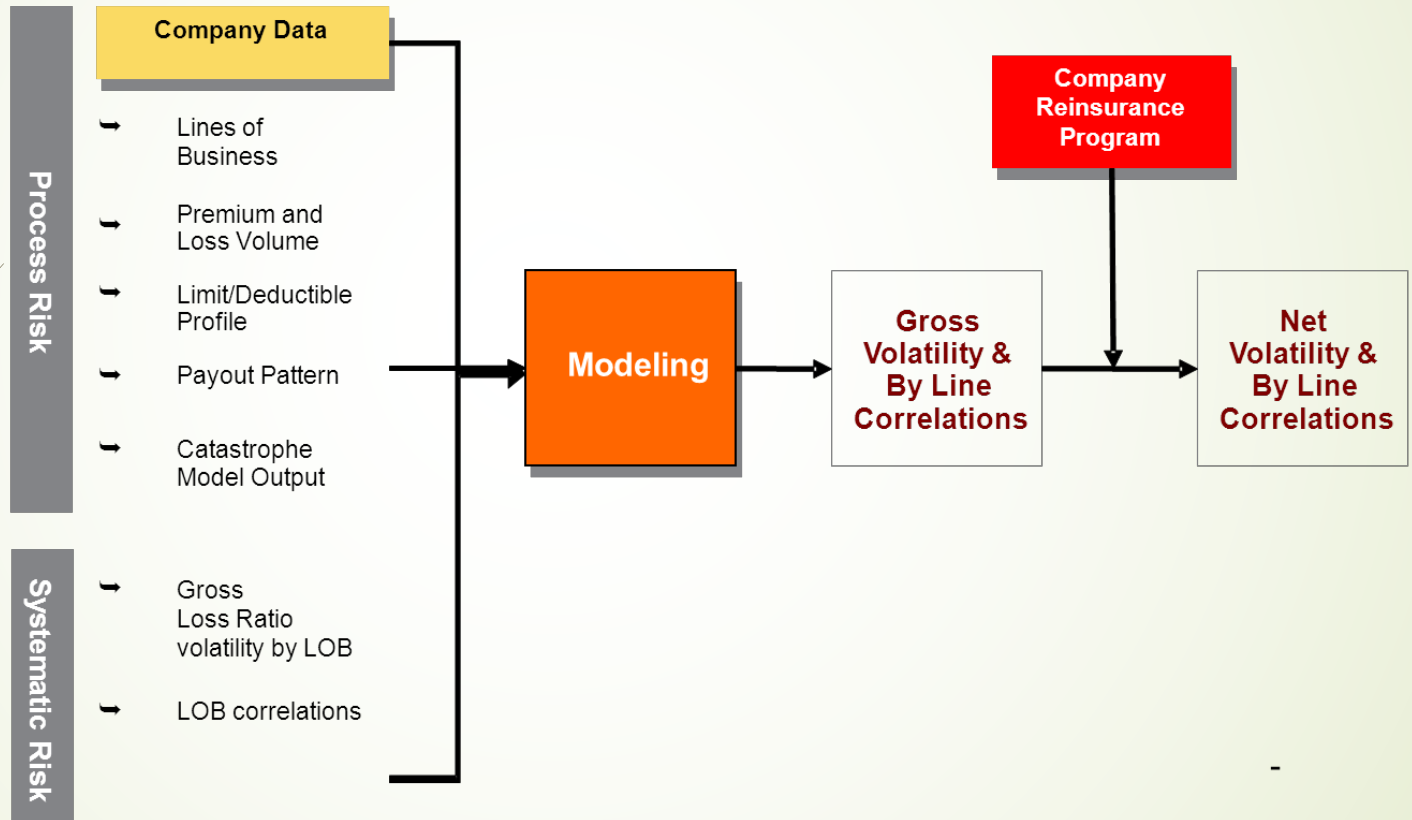 Process Risk
Company Data
Lines of
Business
Premium and
Loss Volume
Limit/Deductible
Profile
Payout Pattern
Catastrophe
Model Output
Systematic Risk
Gross
Loss Ratio
volatility by LOB
LOB correlations
Modeling
Gross
Volatility &
By Line
Correlations
Company
Reinsurance
Program
Net
Volatility &
By Line
Correlations
-